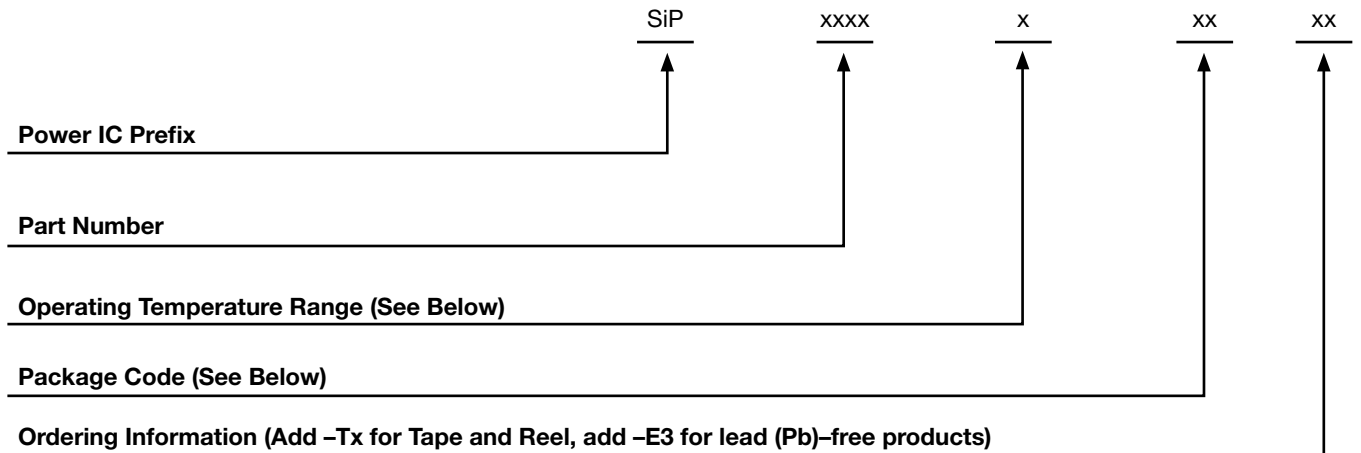 SiP xxxx x xx xx
Power IC Prefix
Part Number
Operating Temperature Range (See Below)
Package Code (See Below)
Ordering Information (Add –Tx for Tape and Reel, add –E3 for lead (Pb)–free products)